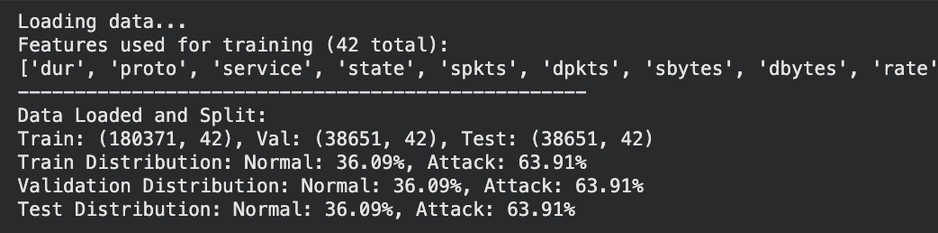 Loading data...
Features used for training (42 total):
['dur', 'proto', 'service', 'state', 'spkts', 'dpkts', 'sbytes', 'dbytes', 'rate'
--------------------------------------------------
Data Loaded and Split:
Train: (180371, 42), Val: (38651, 42), Test: (38651, 42)
Train Distribution: Normal: 36.09%, Attack: 63.91%
Validation Distribution: Normal: 36.09%, Attack: 63.91%
Test Distribution: Normal: 36.09%, Attack: 63.91%